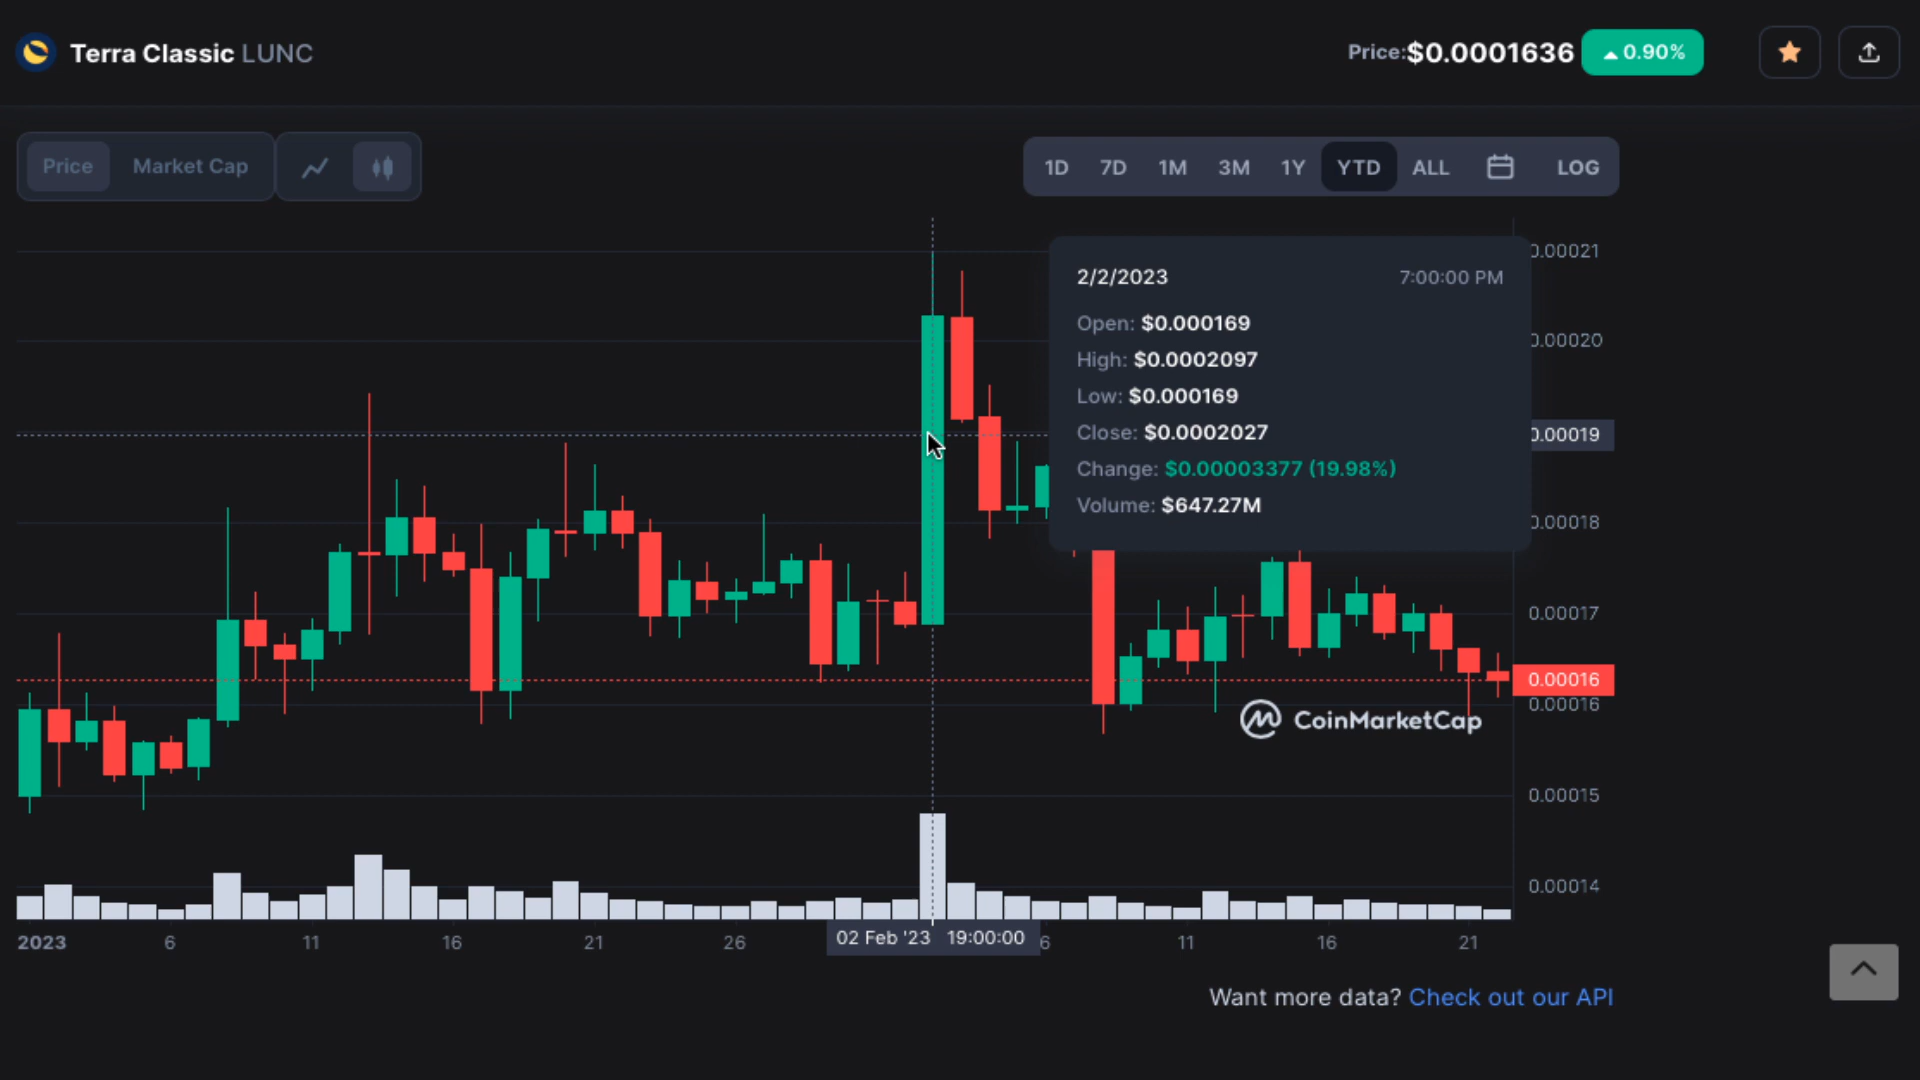 Terra Classic LUNC
Price:$0.0001636 0.90%
Price Market Cap
1D 7D 1M 3M 1Y YTD ALL LOG
2/2/2023 7:00:00 PM
Open: $0.000169
High: $0.0002097
Low: $0.000169
Close: $0.0002027
Change: $0.00003377 (19.98%)
Volume: $647.27M
0.00021
0.00020
0.00019
0.00018
0.00017
0.00016
0.00016
0.00015
0.00014
CoinMarketCap
2023 6 11 16 21 26 02 Feb '23 19:00:00 6 11 16 21
Want more data? Check out our API